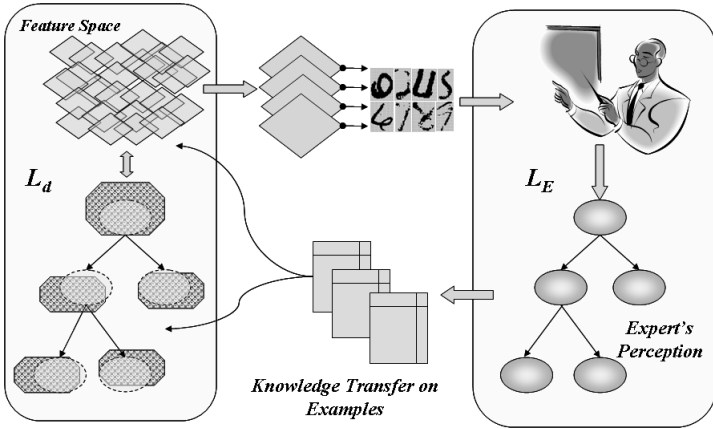 Feature Space
L_d
L_E
Expert's
Perception
Knowledge Transfer on
Examples